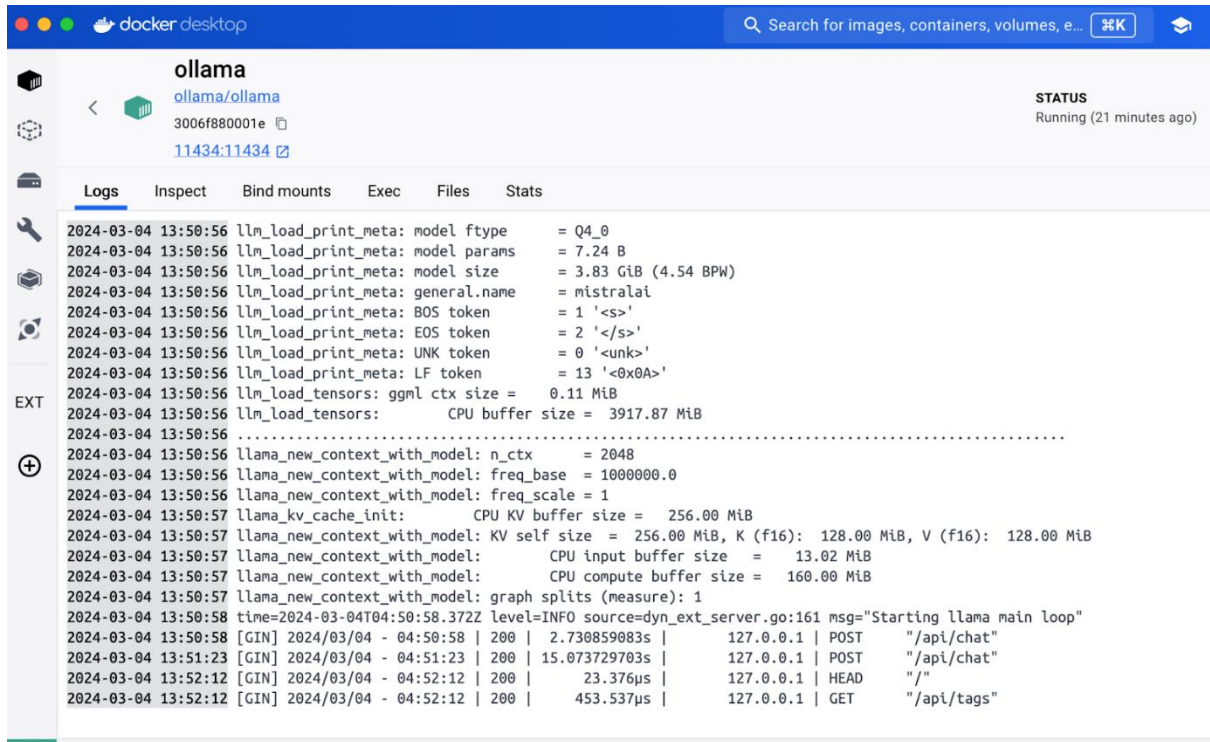 docker desktop
Search for images, containers, volumes, e... ⌘K
ollama
ollama/ollama
3006f880001e
11434:11434
STATUS
Running (21 minutes ago)
Logs Inspect Bind mounts Exec Files Stats
EXT
2024-03-04 13:50:56 llm_load_print_meta: model ftype = Q4_0
2024-03-04 13:50:56 llm_load_print_meta: model params = 7.24 B
2024-03-04 13:50:56 llm_load_print_meta: model size = 3.83 GiB (4.54 BPW)
2024-03-04 13:50:56 llm_load_print_meta: general.name = mistralai
2024-03-04 13:50:56 llm_load_print_meta: BOS token = 1 '<s>'
2024-03-04 13:50:56 llm_load_print_meta: EOS token = 2 '</s>'
2024-03-04 13:50:56 llm_load_print_meta: UNK token = 0 '<unk>'
2024-03-04 13:50:56 llm_load_print_meta: LF token = 13 '<0x0A>'
2024-03-04 13:50:56 llm_load_tensors: ggml ctx size = 0.11 MiB
2024-03-04 13:50:56 llm_load_tensors: CPU buffer size = 3917.87 MiB
2024-03-04 13:50:56 ...................................................................................................
2024-03-04 13:50:56 llama_new_context_with_model: n_ctx = 2048
2024-03-04 13:50:56 llama_new_context_with_model: freq_base = 1000000.0
2024-03-04 13:50:56 llama_new_context_with_model: freq_scale = 1
2024-03-04 13:50:57 llama_kv_cache_init: CPU KV buffer size = 256.00 MiB
2024-03-04 13:50:57 llama_new_context_with_model: KV self size = 256.00 MiB, K (f16): 128.00 MiB, V (f16): 128.00 MiB
2024-03-04 13:50:57 llama_new_context_with_model: CPU input buffer size = 13.02 MiB
2024-03-04 13:50:57 llama_new_context_with_model: CPU compute buffer size = 160.00 MiB
2024-03-04 13:50:57 llama_new_context_with_model: graph splits (measure): 1
2024-03-04 13:50:58 time=2024-03-04T04:50:58.372Z level=INFO source=dyn_ext_server.go:161 msg="Starting llama main loop"
2024-03-04 13:50:58 [GIN] 2024/03/04 - 04:50:58 | 200 | 2.730859083s | 127.0.0.1 | POST "/api/chat"
2024-03-04 13:51:23 [GIN] 2024/03/04 - 04:51:23 | 200 | 15.073729703s | 127.0.0.1 | POST "/api/chat"
2024-03-04 13:52:12 [GIN] 2024/03/04 - 04:52:12 | 200 | 23.376µs | 127.0.0.1 | HEAD "/"
2024-03-04 13:52:12 [GIN] 2024/03/04 - 04:52:12 | 200 | 453.537µs | 127.0.0.1 | GET "/api/tags"